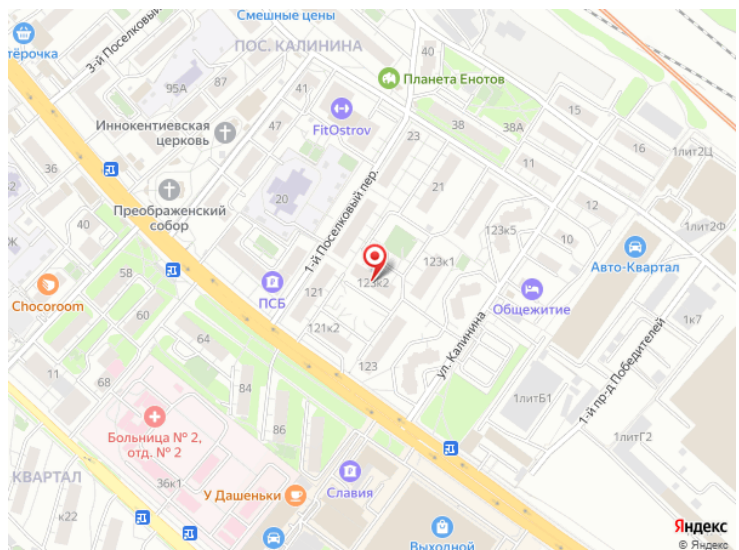 Смешные цены
тёрочка
3-й Поселковый
ПОС. КАЛИНИНА
40
Планета Енотов
95А
87
41
15
FitOstrov
38
38А
47
Иннокентиевская
церковь
23
16
1лит2Ц
11
36
20
21
1-й Поселковый пер.
Преображенский
собор
12
40
10
1лит2Ф
123к5
Ж
58
123к1
Авто-Квартал
123к2
ПСБ
121
Общежитие
Chocoroom
60
1к7
121к2
ул. Калинина
64
1-й пр-д Победителей
123
11
68
84
1литБ1
Больница № 2,
отд. № 2
86
1литГ2
КВАРТАЛ
36к1
У Дашеньки
Славия
к22
Выходной
Яндекс
© Яндекс